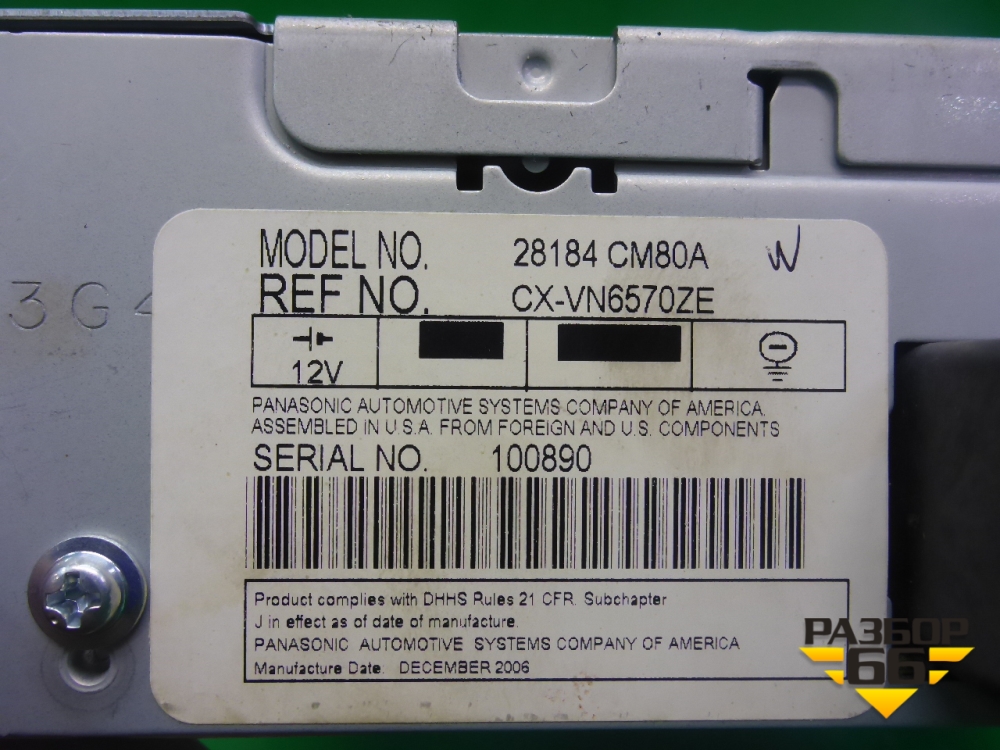 MODEL NO. 28184 CM80A W
REF NO. CX-VN6570ZE
3G4
12V
PANASONIC AUTOMOTIVE SYSTEMS COMPANY OF AMERICA.
ASSEMBLED IN U.S.A. FROM FOREIGN AND U.S. COMPONENTS
SERIAL NO. 100890
Product complies with DHHS Rules 21 CFR. Subchapter
J in effect as of date of manufacture.
PANASONIC AUTOMOTIVE SYSTEMS COMPANY OF AMERICA
Manufacture Date: DECEMBER 2006
РАЗБОР
66